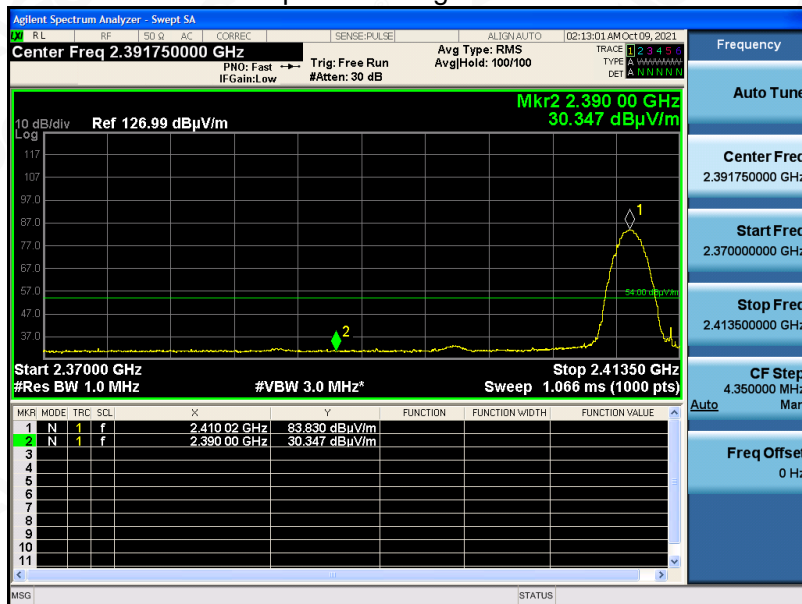 Agilent Spectrum Analyzer - Swept SA
LXI RL RF 50 Ω AC CORREC SENSE:PULSE ALIGN AUTO 02:13:01 AM Oct 09, 2021
Center Freq 2.391750000 GHz
PNO: Fast
IFGain:Low
Trig: Free Run
#Atten: 30 dB
Avg Type: RMS
Avg|Hold: 100/100
TRACE 1 2 3 4 5 6
TYPE A WWWWW
DET A N N N N N
Mkr2 2.390 00 GHz
30.347 dBµV/m
10 dB/div Ref 126.99 dBµV/m
Log
117
107
97.0
87.0
77.0
67.0
57.0
47.0
37.0
1
54.00 dBµV/m
2
Start 2.37000 GHz Stop 2.41350 GHz
#Res BW 1.0 MHz #VBW 3.0 MHz* Sweep 1.066 ms (1000 pts)
MKR MODE TRC SCL X Y FUNCTION FUNCTION WIDTH FUNCTION VALUE
1 N 1 f 2.410 02 GHz 83.830 dBµV/m
2 N 1 f 2.390 00 GHz 30.347 dBµV/m
3
4
5
6
7
8
9
10
11
MSG STATUS
Frequency
Auto Tune
Center Freq
2.391750000 GHz
Start Freq
2.370000000 GHz
Stop Freq
2.413500000 GHz
CF Step
4.350000 MHz
Auto Man
Freq Offset
0 Hz